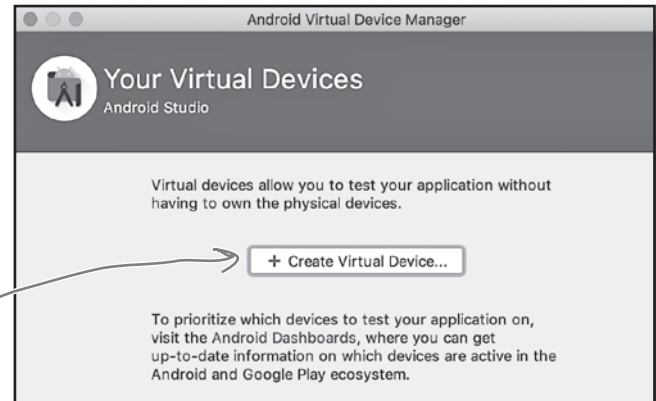 Android Virtual Device Manager
Your Virtual Devices
Android Studio
Virtual devices allow you to test your application without
having to own the physical devices.
+ Create Virtual Device...
To prioritize which devices to test your application on,
visit the Android Dashboards, where you can get
up-to-date information on which devices are active in the
Android and Google Play ecosystem.